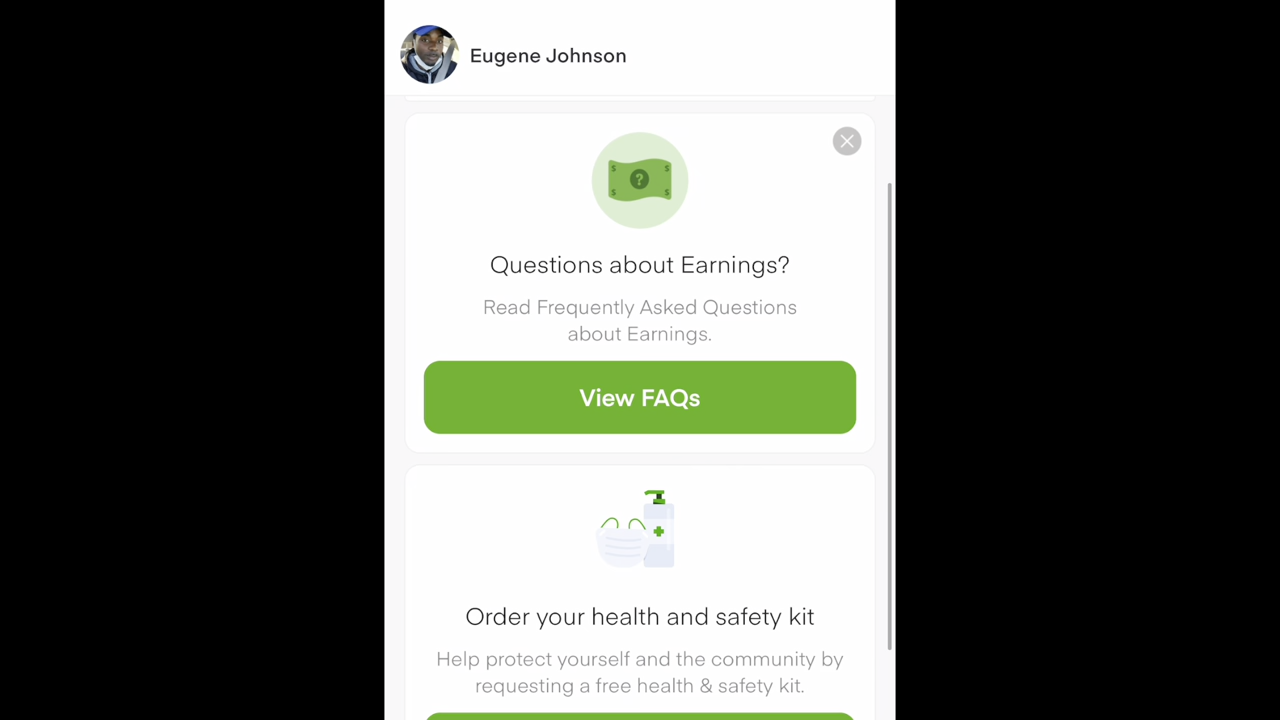 Eugene Johnson
Questions about Earnings?
Read Frequently Asked Questions
about Earnings.
View FAQs
Order your health and safety kit
Help protect yourself and the community by
requesting a free health & safety kit.